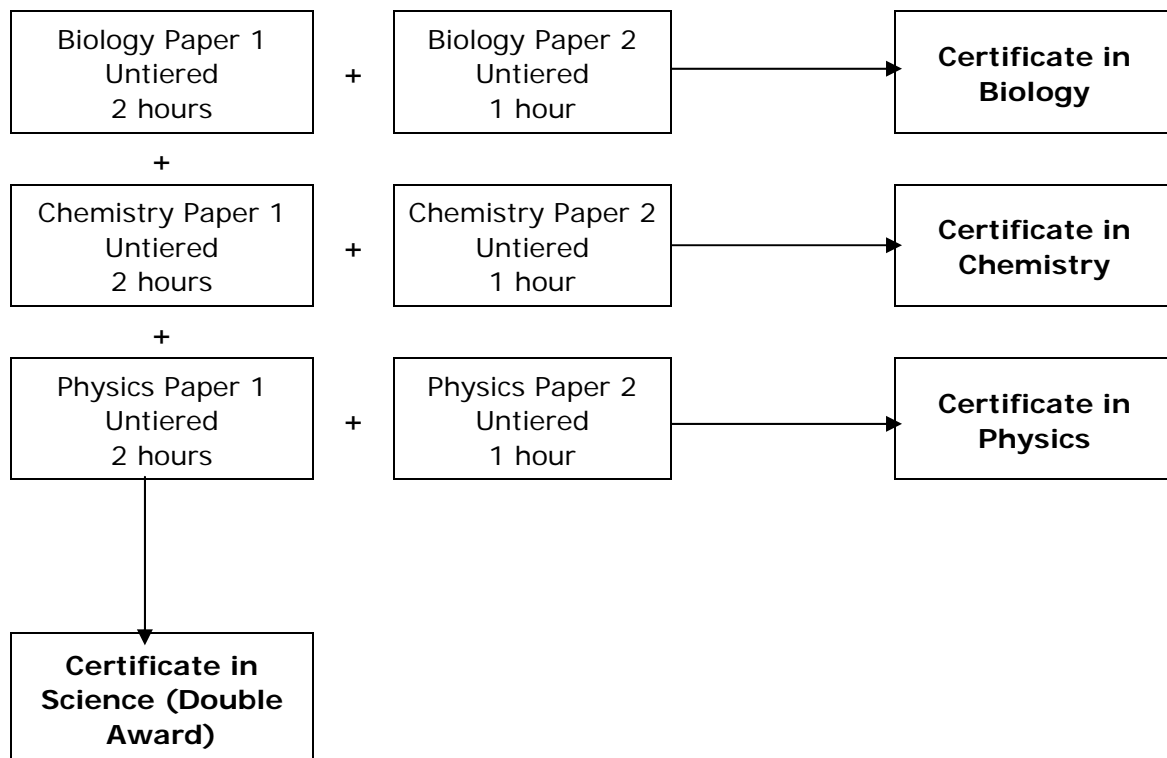 Biology Paper 1
Untiered
2 hours
+
Biology Paper 2
Untiered
1 hour
Certificate in
Biology
+
Chemistry Paper 1
Untiered
2 hours
+
Chemistry Paper 2
Untiered
1 hour
Certificate in
Chemistry
+
Physics Paper 1
Untiered
2 hours
+
Physics Paper 2
Untiered
1 hour
Certificate in
Physics
Certificate in
Science (Double
Award)